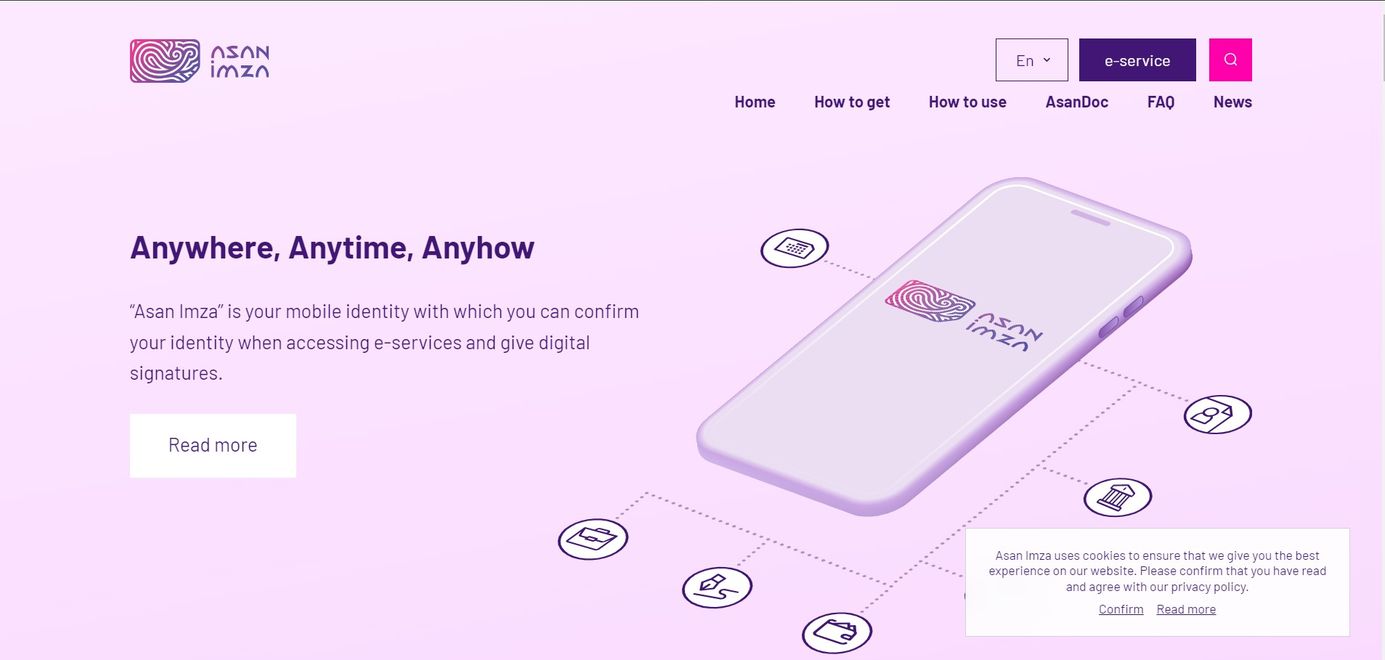 ASAN
imza
En
e-service
Home How to get How to use AsanDoc FAQ News
Anywhere, Anytime, Anyhow
“Asan Imza” is your mobile identity with which you can confirm
your identity when accessing e-services and give digital
signatures.
Read more
ASAN
imza
Asan Imza uses cookies to ensure that we give you the best
experience on our website. Please confirm that you have read
and agree with our privacy policy.
Confirm Read more